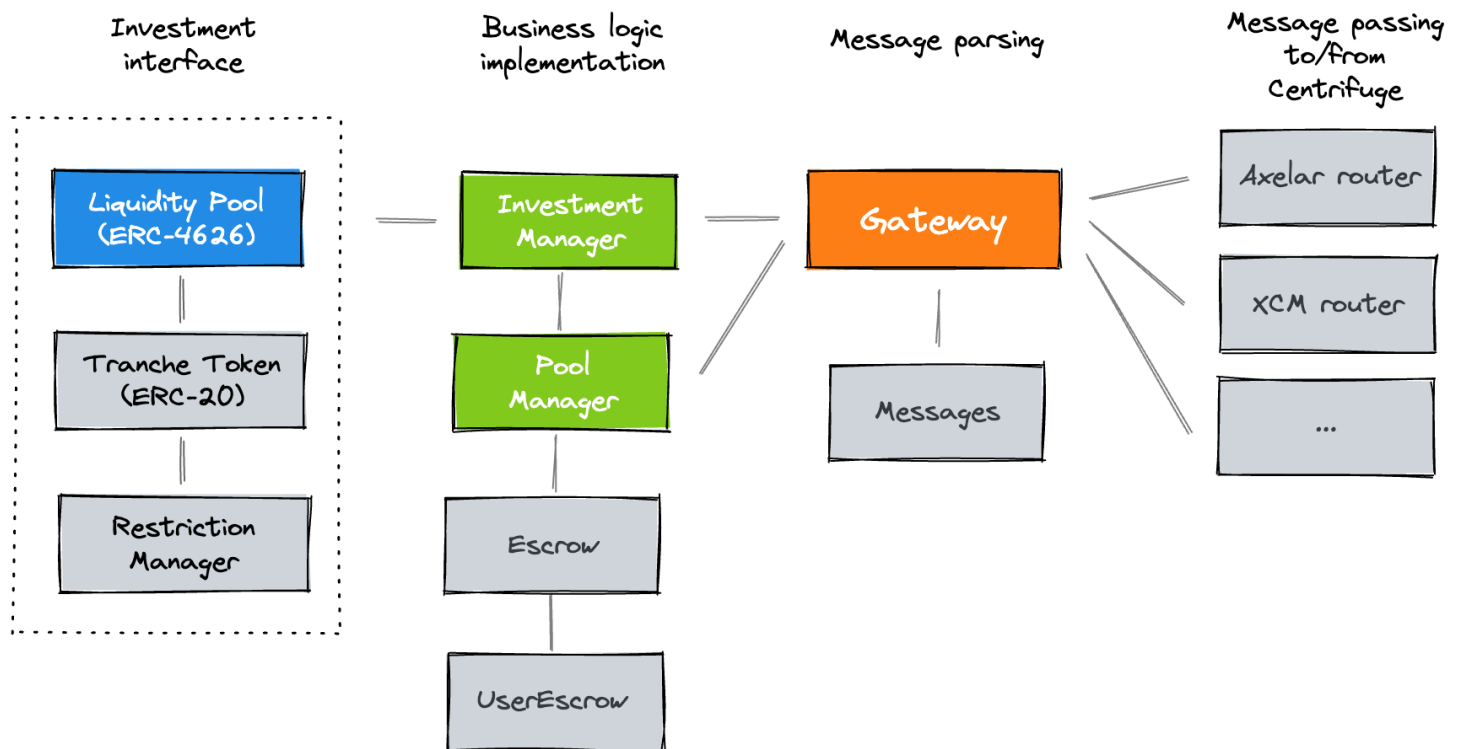 Investment
interface
Business logic
implementation
Message parsing
Message passing
to/from
Centrifuge
Liquidity Pool
(ERC-4626)
Tranche Token
(ERC-20)
Restriction
Manager
Investment
Manager
Pool
Manager
Escrow
UserEscrow
Gateway
Messages
Axelar router
XCM router
...